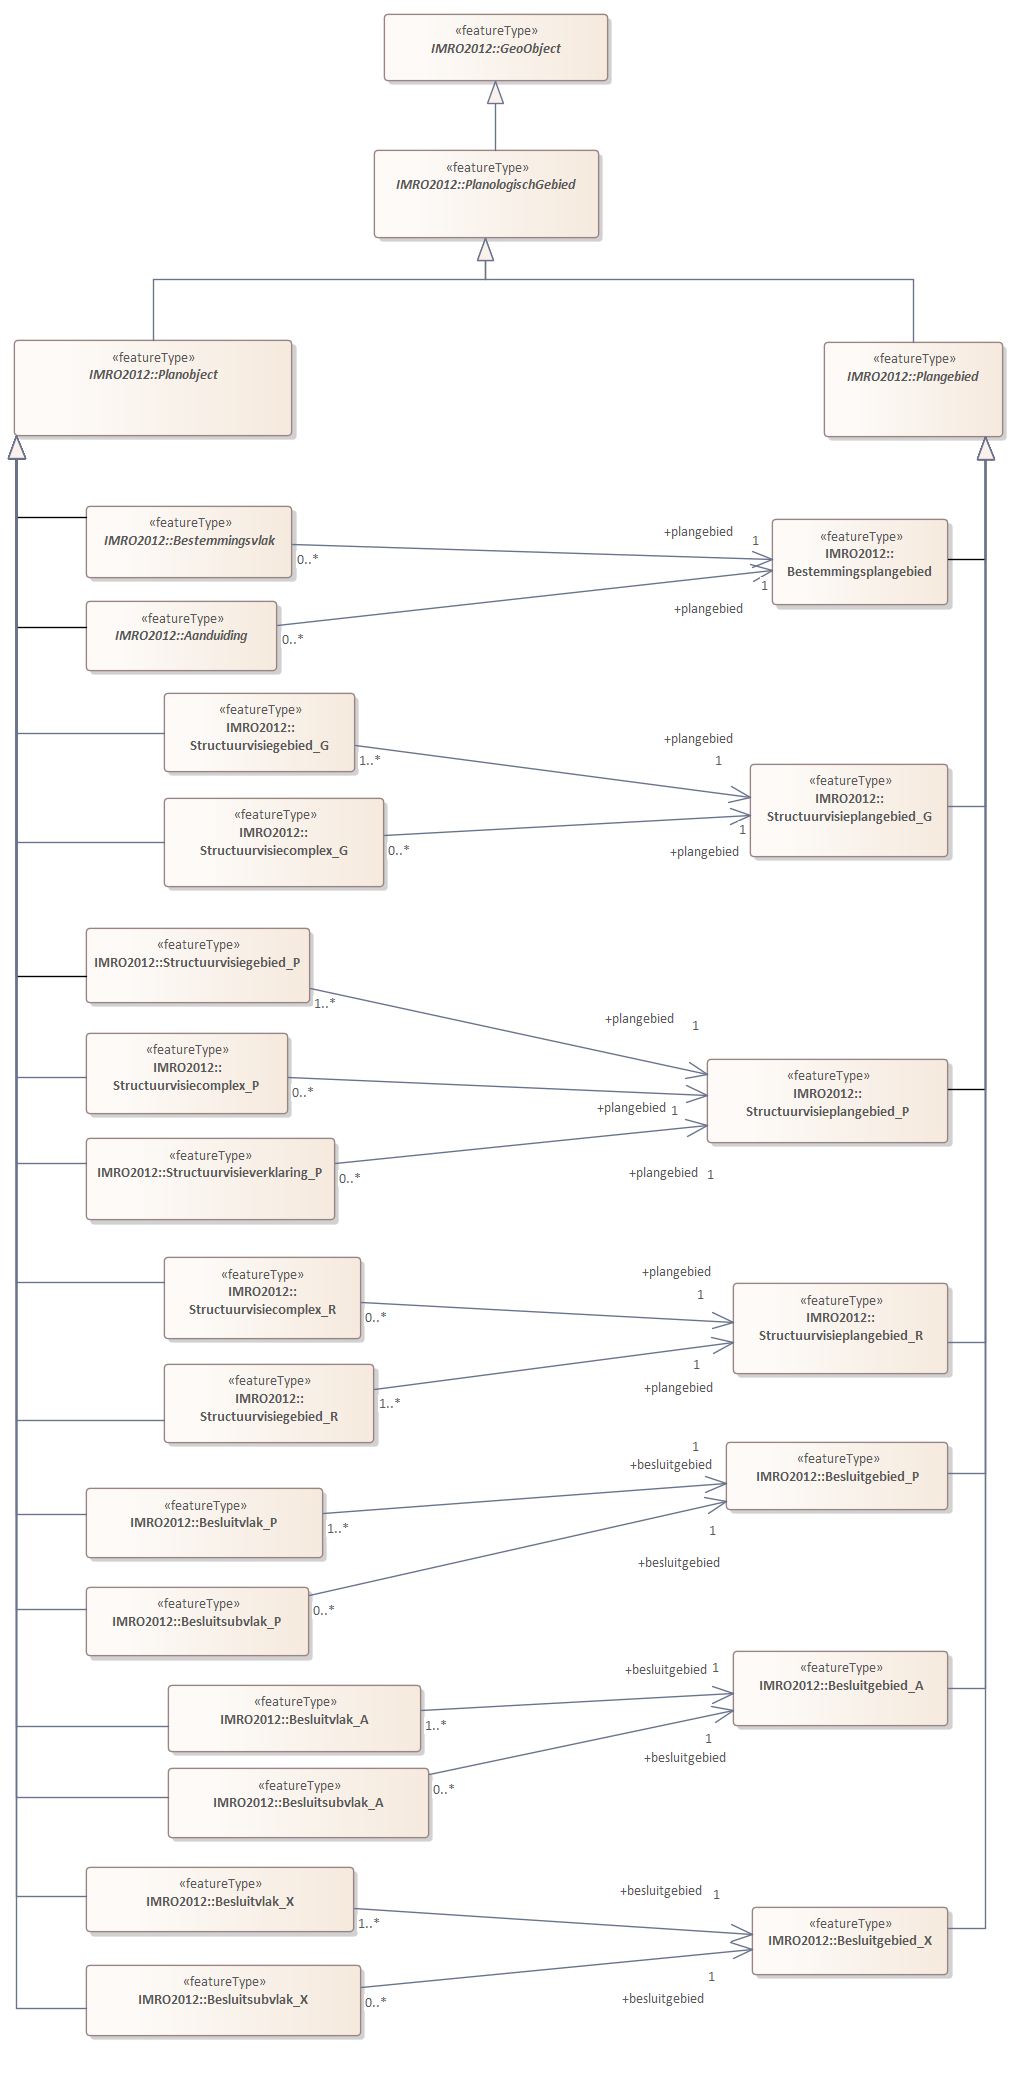 «featureType»
IMRO2012::GeoObject
«featureType»
IMRO2012::PlanologischGebied
«featureType»
IMRO2012::Planobject
«featureType»
IMRO2012::Plangebied
«featureType»
IMRO2012::Bestemmingsvlak
0..*
+plangebied
1
«featureType»
IMRO2012::
Bestemmingsplangebied
«featureType»
IMRO2012::Aanduiding
0..*
1
+plangebied
«featureType»
IMRO2012::
Structuurvisiegebied_G
1..*
+plangebied
1
«featureType»
IMRO2012::
Structuurvisieplangebied_G
«featureType»
IMRO2012::
Structuurvisiecomplex_G
0..*
1
+plangebied
«featureType»
IMRO2012::Structuurvisiegebied_P
1..*
+plangebied
1
«featureType»
IMRO2012::
Structuurvisiecomplex_P
0..*
+plangebied
1
«featureType»
IMRO2012::
Structuurvisieplangebied_P
«featureType»
IMRO2012::Structuurvisieverklaring_P
0..*
+plangebied
1
«featureType»
IMRO2012::
Structuurvisiecomplex_R
0..*
+plangebied
1
«featureType»
IMRO2012::
Structuurvisieplangebied_R
«featureType»
IMRO2012::
Structuurvisiegebied_R
1..*
1
+plangebied
1
+besluitgebied
«featureType»
IMRO2012::Besluitgebied_P
«featureType»
IMRO2012::Besluitvlak_P
1..*
1
+besluitgebied
«featureType»
IMRO2012::Besluitsubvlak_P
0..*
+besluitgebied
1
«featureType»
IMRO2012::Besluitgebied_A
«featureType»
IMRO2012::Besluitvlak_A
1..*
1
+besluitgebied
«featureType»
IMRO2012::Besluitsubvlak_A
0..*
«featureType»
IMRO2012::Besluitvlak_X
1..*
+besluitgebied
1
«featureType»
IMRO2012::Besluitgebied_X
«featureType»
IMRO2012::Besluitsubvlak_X
0..*
1
+besluitgebied